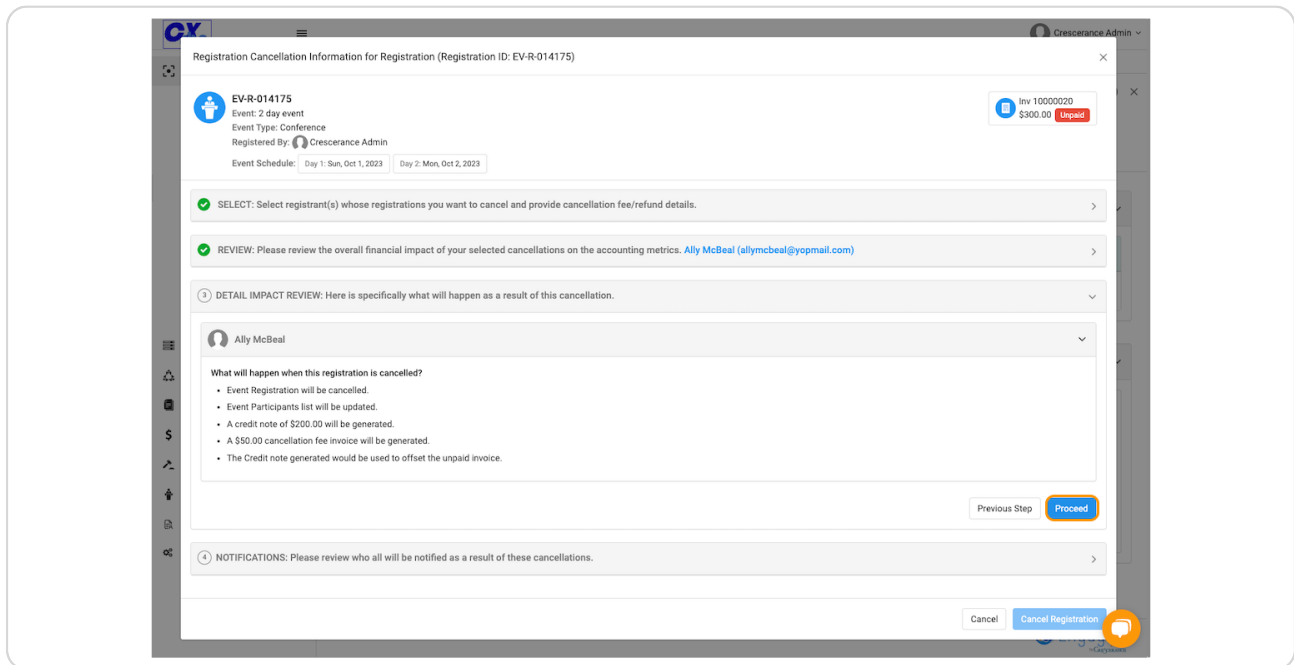 CX
Crescerance Admin
Registration Cancellation Information for Registration (Registration ID: EV-R-014175)
EV-R-014175
Event: 2 day event
Event Type: Conference
Registered By: Crescerance Admin
Event Schedule: Day 1: Sun, Oct 1, 2023 Day 2: Mon, Oct 2, 2023
Inv 10000020
$300.00 Unpaid
SELECT: Select registrant(s) whose registrations you want to cancel and provide cancellation fee/refund details.
REVIEW: Please review the overall financial impact of your selected cancellations on the accounting metrics. Ally McBeal (allymcbeal@yopmail.com)
3 DETAIL IMPACT REVIEW: Here is specifically what will happen as a result of this cancellation.
Ally McBeal
What will happen when this registration is cancelled?
• Event Registration will be cancelled.
• Event Participants list will be updated.
• A credit note of $200.00 will be generated.
• A $50.00 cancellation fee invoice will be generated.
• The Credit note generated would be used to offset the unpaid invoice.
Previous Step Proceed
4 NOTIFICATIONS: Please review who all will be notified as a result of these cancellations.
Cancel Cancel Registration